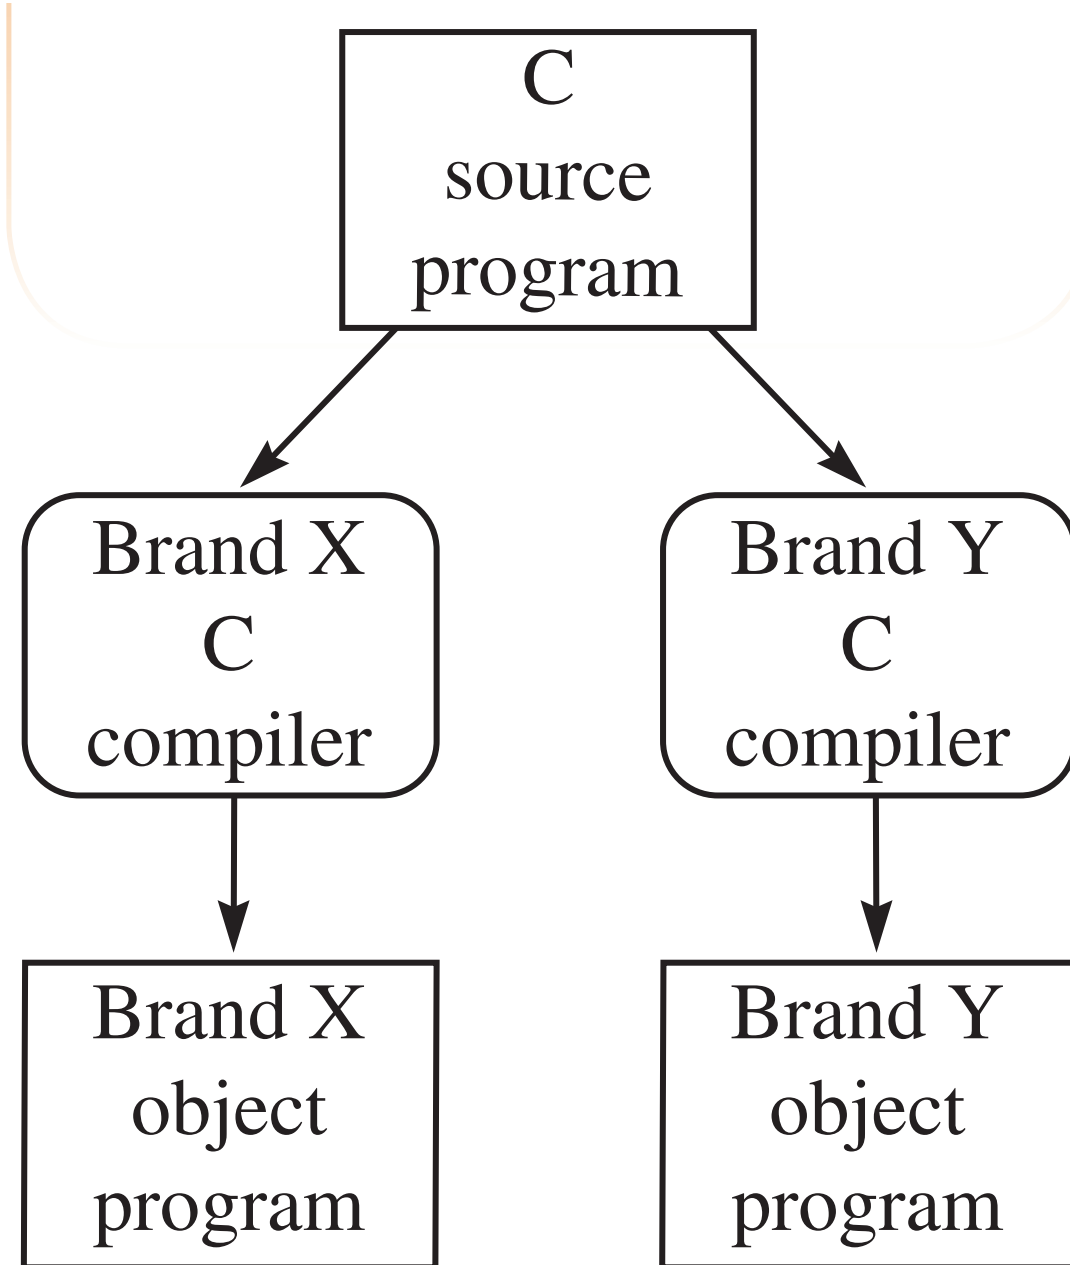 C
source
program
Brand X
C
compiler
Brand Y
C
compiler
Brand X
object
program
Brand Y
object
program